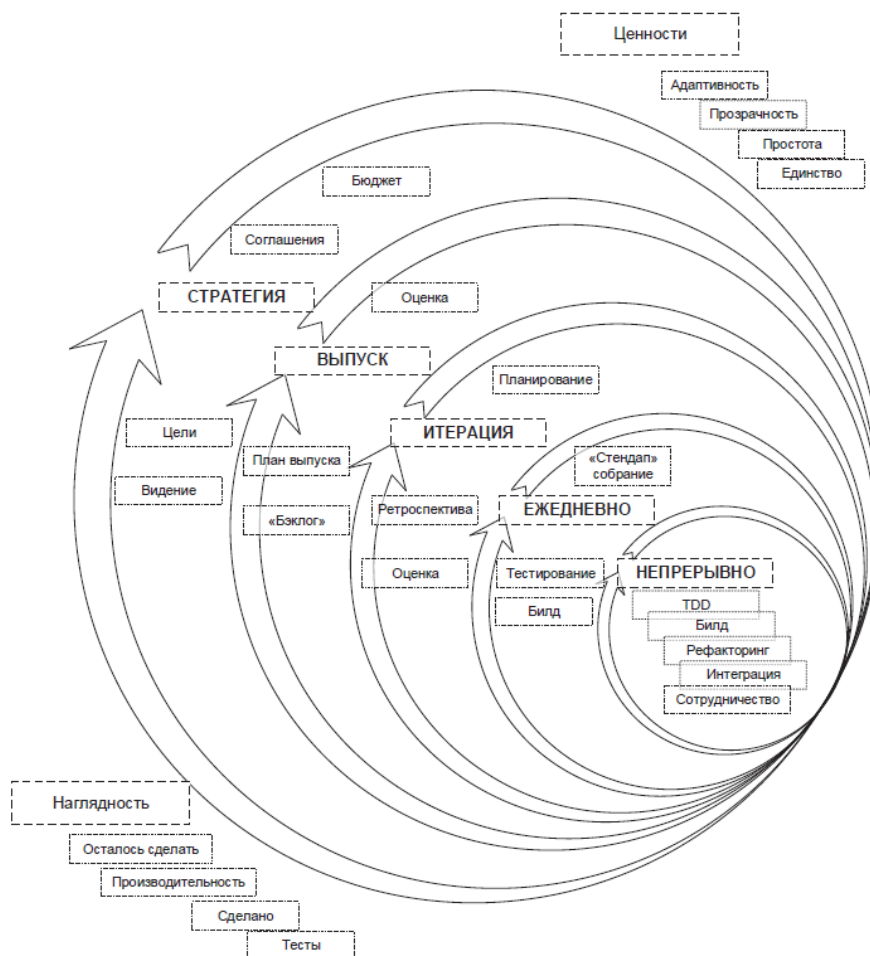 Ценности
Адаптивность
Прозрачность
Простота
Единство
Бюджет
Соглашения
СТРАТЕГИЯ
Оценка
ВЫПУСК
Планирование
Цели
ИТЕРАЦИЯ
План выпуска
«Стендап»
собрание
Видение
Ретроспектива
ЕЖЕДНЕВНО
«Бэклог»
Оценка
Тестирование
НЕПРЕРЫВНО
TDD
Билд
Билд
Рефакторинг
Интеграция
Сотрудничество
Наглядность
Осталось сделать
Производительность
Сделано
Тесты